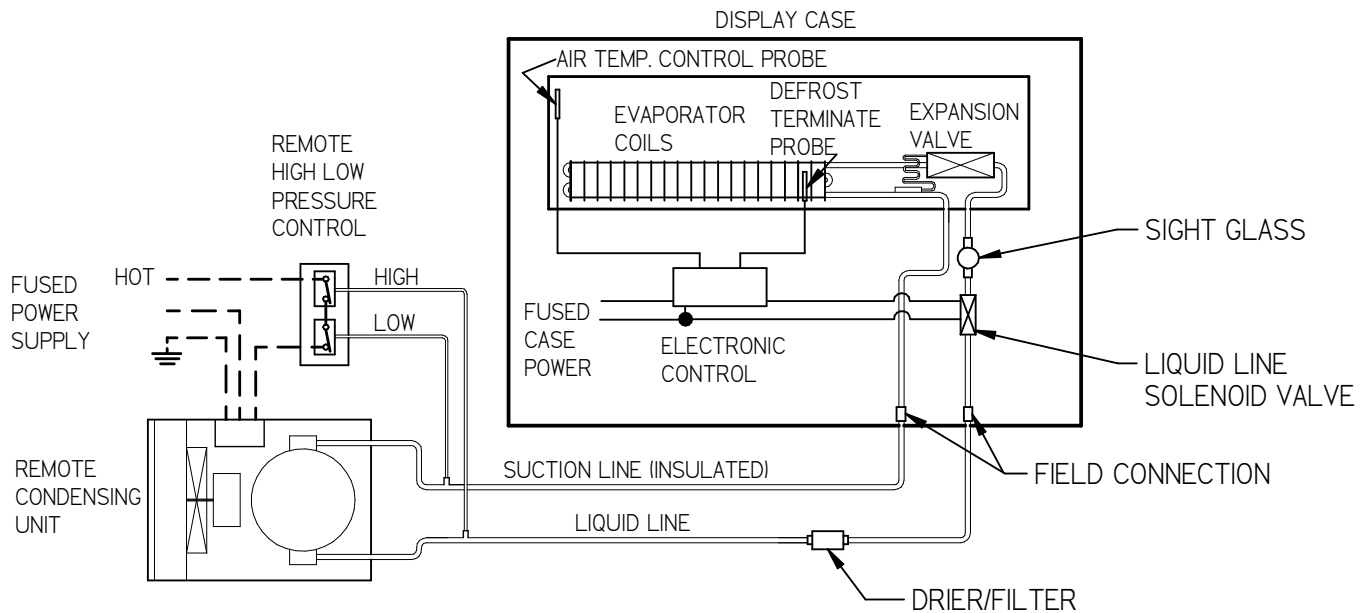 DISPLAY CASE
AIR TEMP. CONTROL PROBE
EVAPORATOR
COILS
DEFROST
TERMINATE
PROBE
EXPANSION
VALVE
REMOTE
HIGH LOW
PRESSURE
CONTROL
SIGHT GLASS
FUSED
POWER
SUPPLY
HOT
HIGH
LOW
FUSED
CASE
POWER
ELECTRONIC
CONTROL
LIQUID LINE
SOLENOID VALVE
REMOTE
CONDENSING
UNIT
SUCTION LINE (INSULATED)
FIELD CONNECTION
LIQUID LINE
DRIER/FILTER